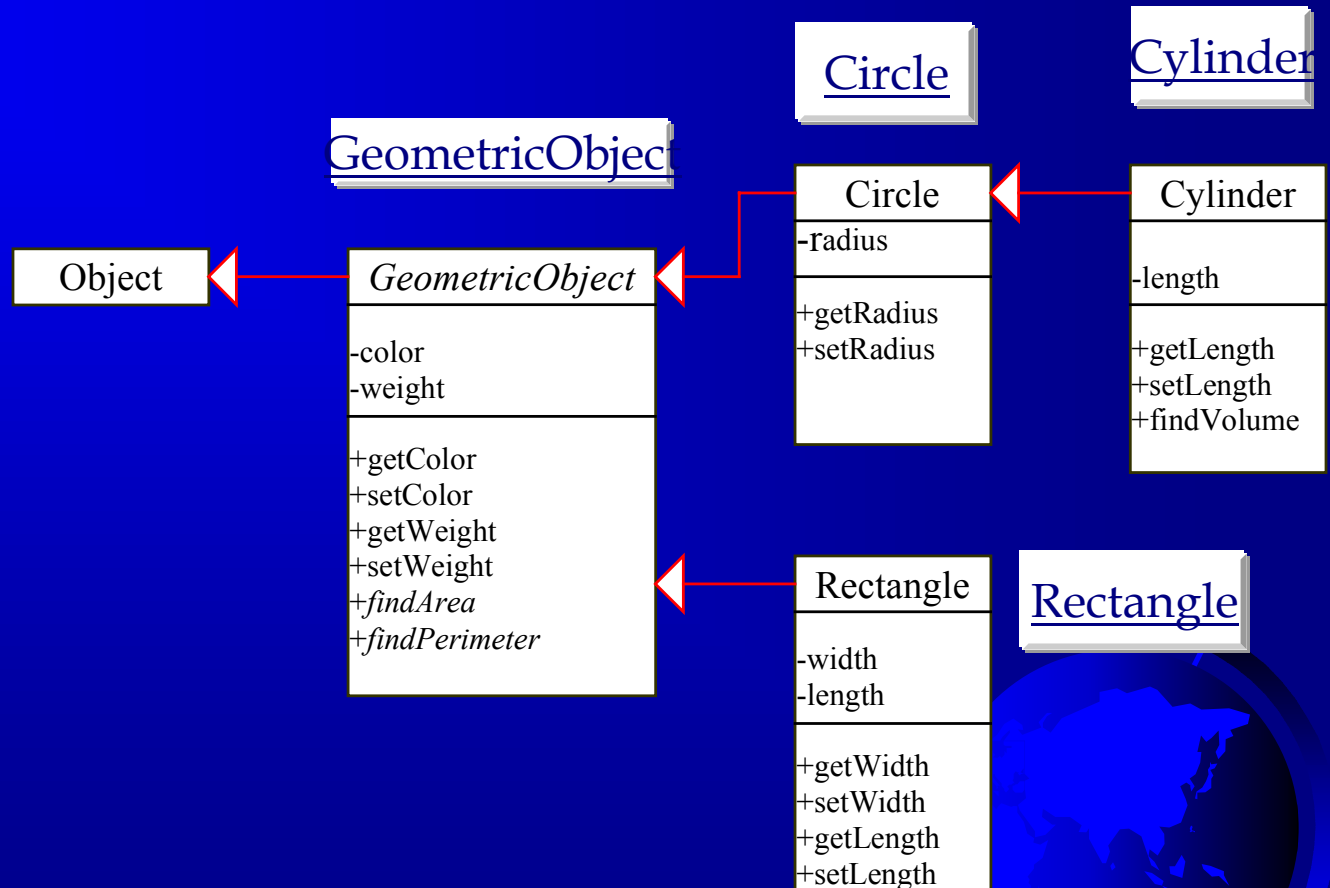 Circle
Cylinder
GeometricObject
Object
GeometricObject
-color
-weight
+getColor
+setColor
+getWeight
+setWeight
+findArea
+findPerimeter
Circle
-radius
+getRadius
+setRadius
Cylinder
-length
+getLength
+setLength
+findVolume
Rectangle
-width
-length
+getWidth
+setWidth
+getLength
+setLength
Rectangle